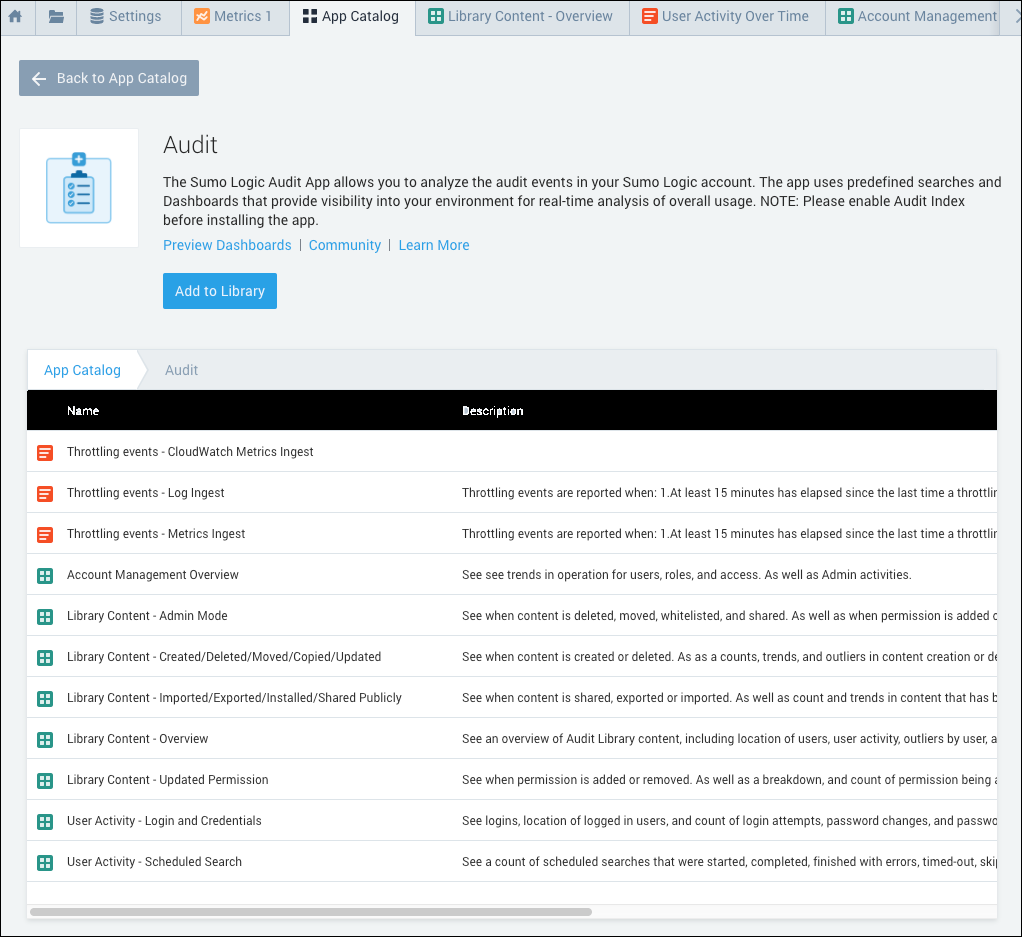 Settings
Metrics 1
App Catalog
Library Content - Overview
User Activity Over Time
Account Management
Back to App Catalog
Audit
The Sumo Logic Audit App allows you to analyze the audit events in your Sumo Logic account. The app uses predefined searches and
Dashboards that provide visibility into your environment for real-time analysis of overall usage. NOTE: Please enable Audit Index
before installing the app.
Preview Dashboards | Community | Learn More
Add to Library
App Catalog Audit
Name Description
Throttling events - CloudWatch Metrics Ingest
Throttling events - Log Ingest Throttling events are reported when: 1.At least 15 minutes has elapsed since the last time a throttlin
Throttling events - Metrics Ingest Throttling events are reported when: 1.At least 15 minutes has elapsed since the last time a throttlin
Account Management Overview See see trends in operation for users, roles, and access. As well as Admin activities.
Library Content - Admin Mode See when content is deleted, moved, whitelisted, and shared. As well as when permission is added
Library Content - Created/Deleted/Moved/Copied/Updated See when content is created or deleted. As as a counts, trends, and outliers in content creation or
Library Content - Imported/Exported/Installed/Shared Publicly See when content is shared, exported or imported. As well as count and trends in content that has
Library Content - Overview See an overview of Audit Library content, including location of users, user activity, outliers by user,
Library Content - Updated Permission See when permission is added or removed. As well as a breakdown, and count of permission being
User Activity - Login and Credentials See logins, location of logged in users, and count of login attempts, password changes, and passwo
User Activity - Scheduled Search See a count of scheduled searches that were started, completed, finished with errors, timed-out, skip